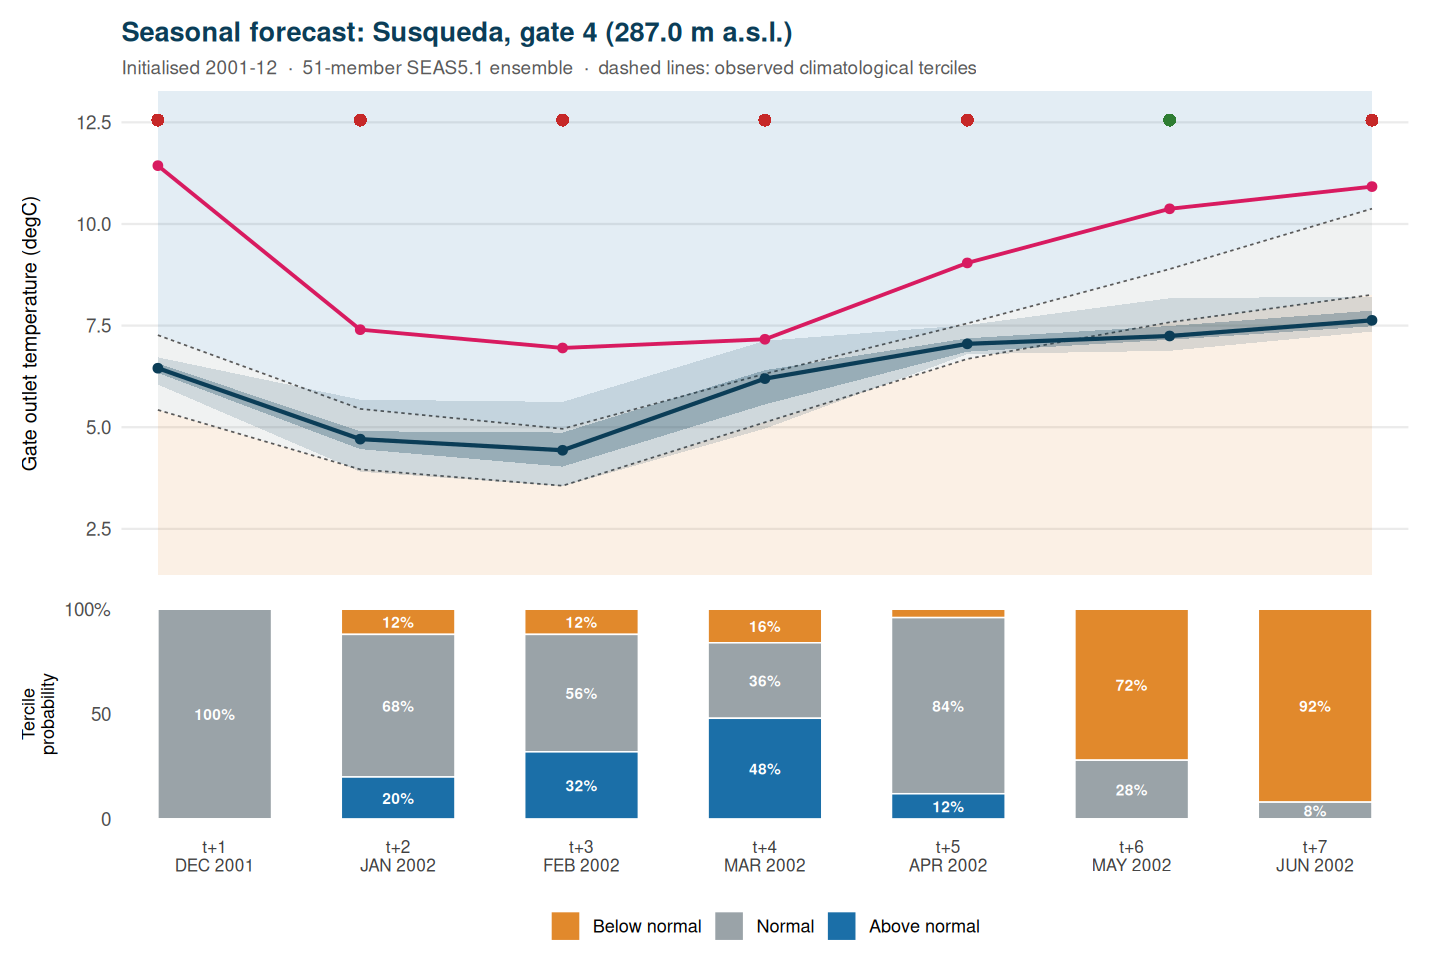 Seasonal forecast: Susqueda, gate 4 (287.0 m a.s.l.)
Initialised 2001-12 · 51-member SEAS5.1 ensemble · dashed lines: observed climatological terciles
Gate outlet temperature (degC)
12.5
10.0
7.5
5.0
2.5
Tercile
probability
100%
50
0
100%
12%
68%
20%
12%
56%
32%
16%
36%
48%
84%
12%
72%
28%
92%
8%
t+1
DEC 2001
t+2
JAN 2002
t+3
FEB 2002
t+4
MAR 2002
t+5
APR 2002
t+6
MAY 2002
t+7
JUN 2002
Below normal
Normal
Above normal